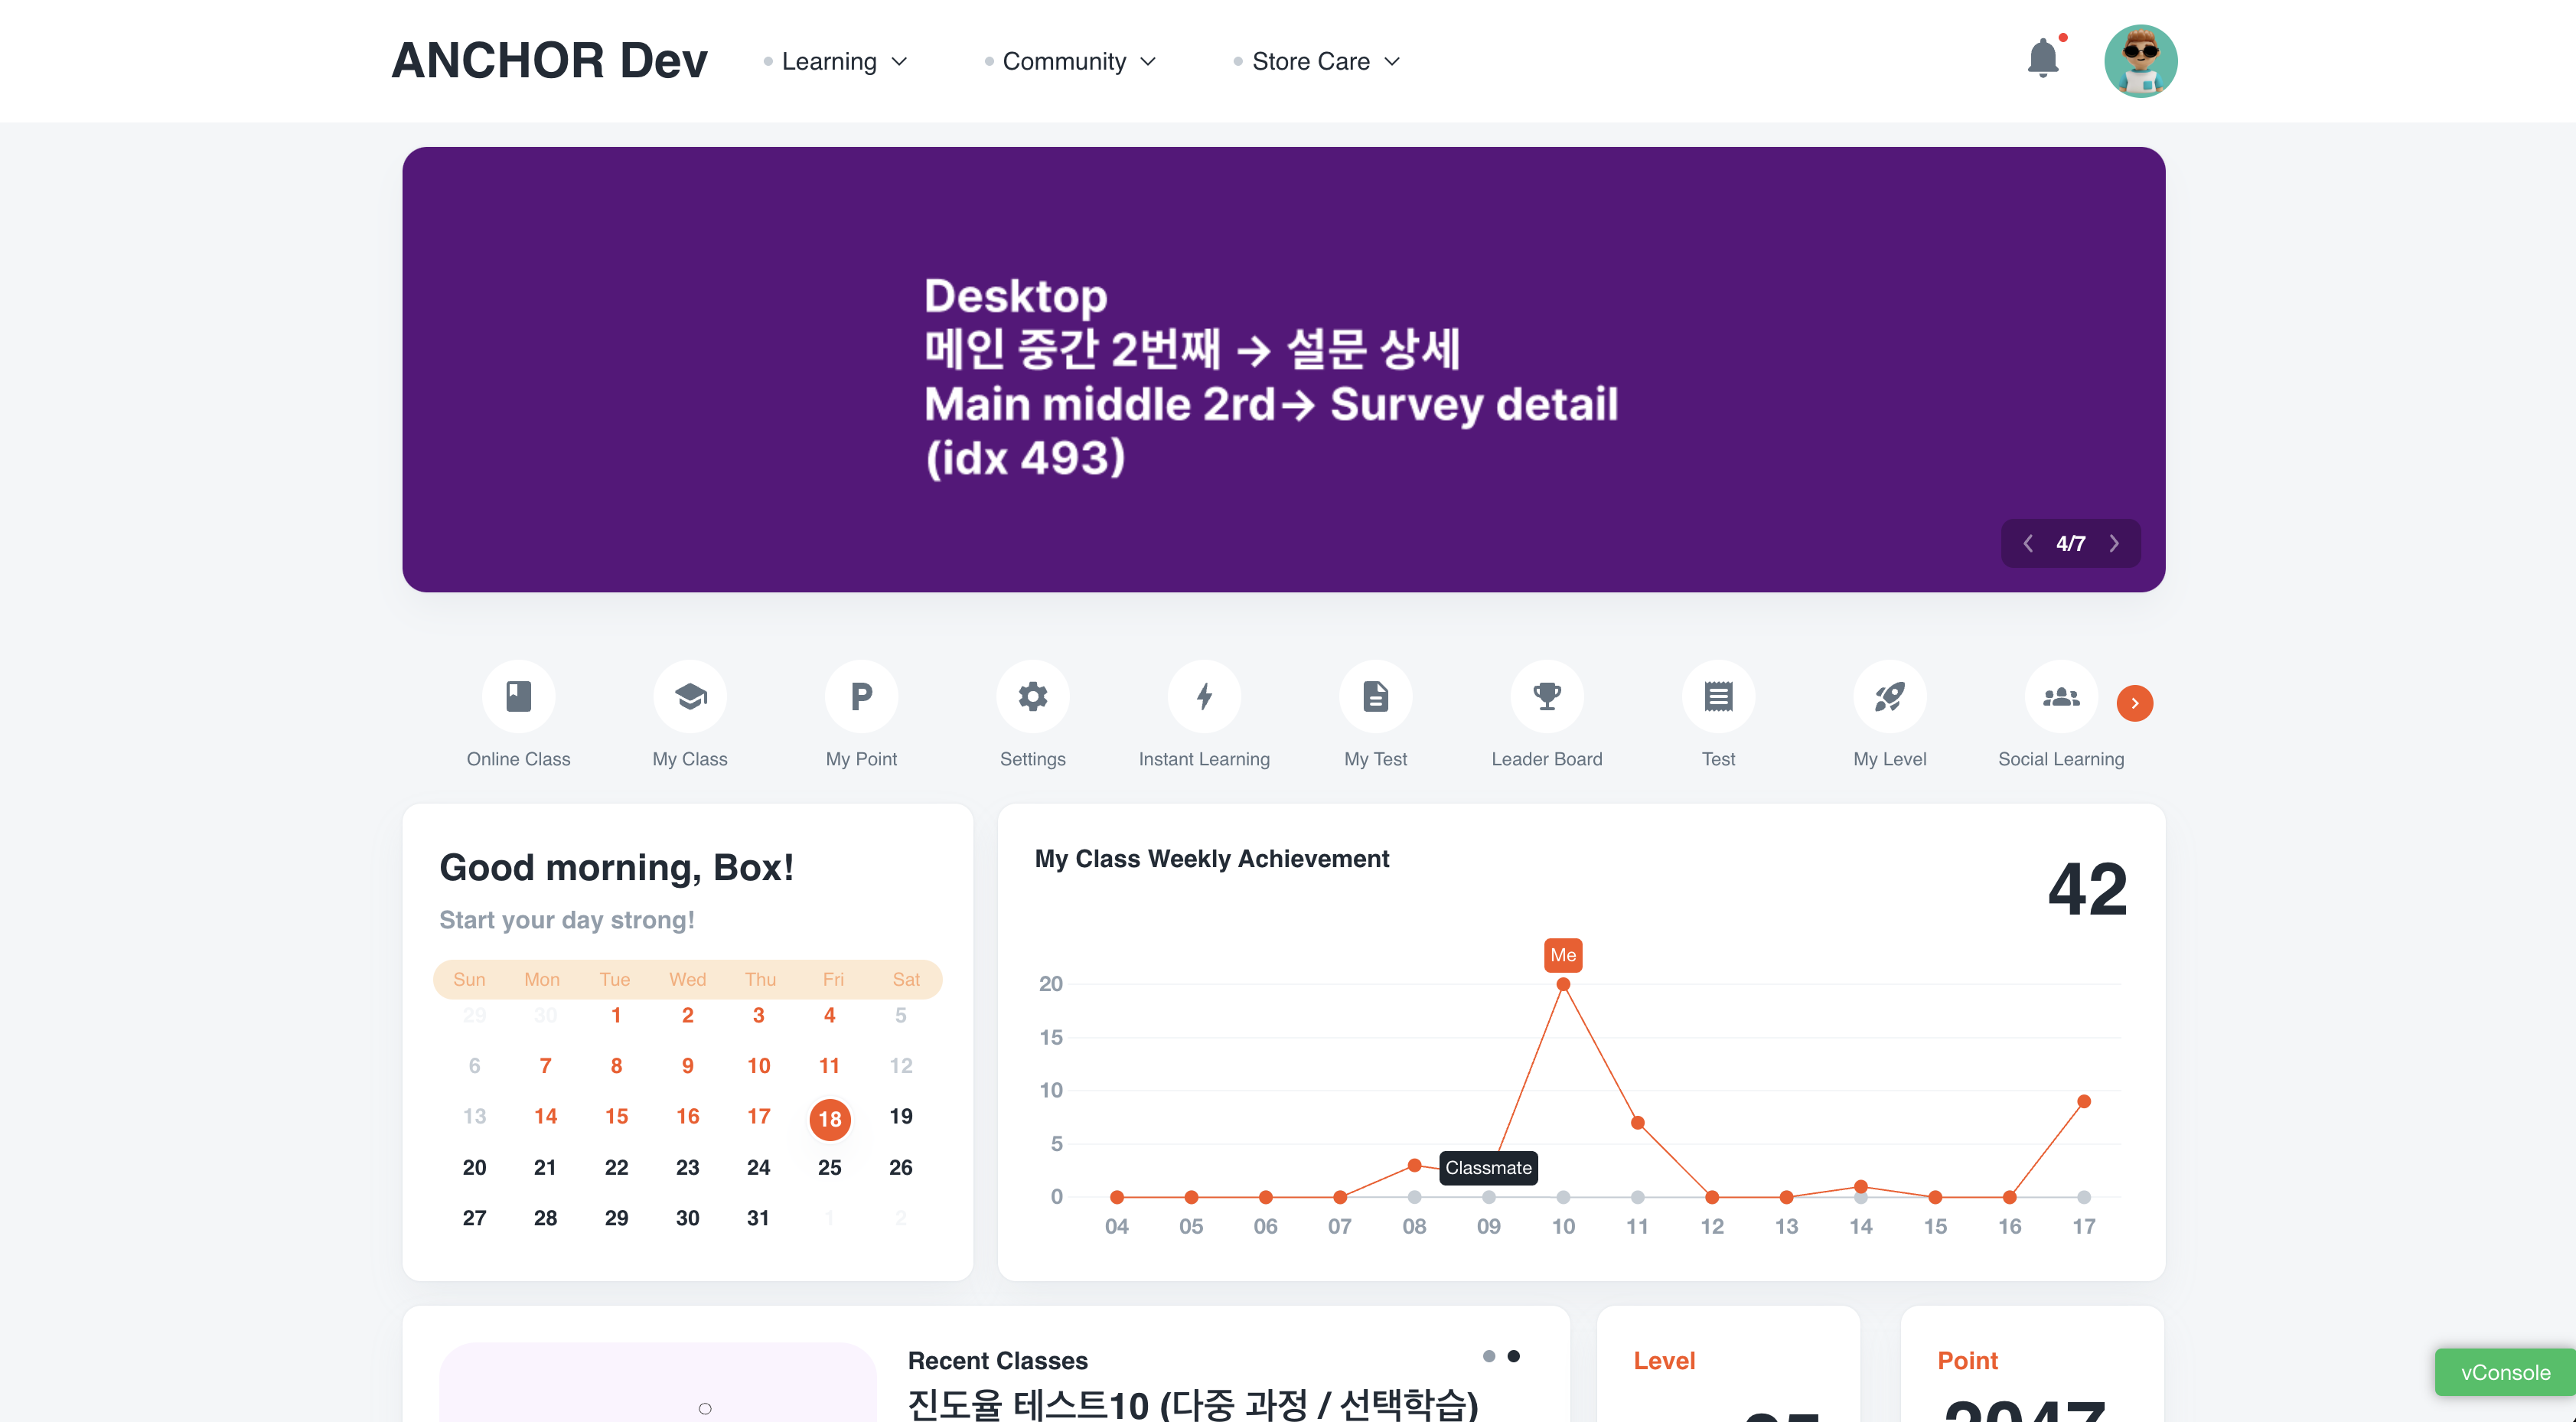 ANCHOR Dev
Learning
Community
Store Care
Desktop
메인 중간 2번째 → 설문 상세
Main middle 2rd→ Survey detail
(idx 493)
4/7
P
Online Class
My Class
My Point
Settings
Instant Learning
My Test
Leader Board
Test
My Level
Social Learning
Good morning, Box!
Start your day strong!
Sun Mon Tue Wed Thu Fri Sat
29 30 1 2 3 4 5
6 7 8 9 10 11 12
13 14 15 16 17 18 19
20 21 22 23 24 25 26
27 28 29 30 31 1 2
My Class Weekly Achievement
42
Me
20
15
10
5
Classmate
0
04 05 06 07 08 09 10 11 12 13 14 15 16 17
Recent Classes
진도율 테스트10 (다중 과정 / 선택학습)
Level
Point
2047
vConsole